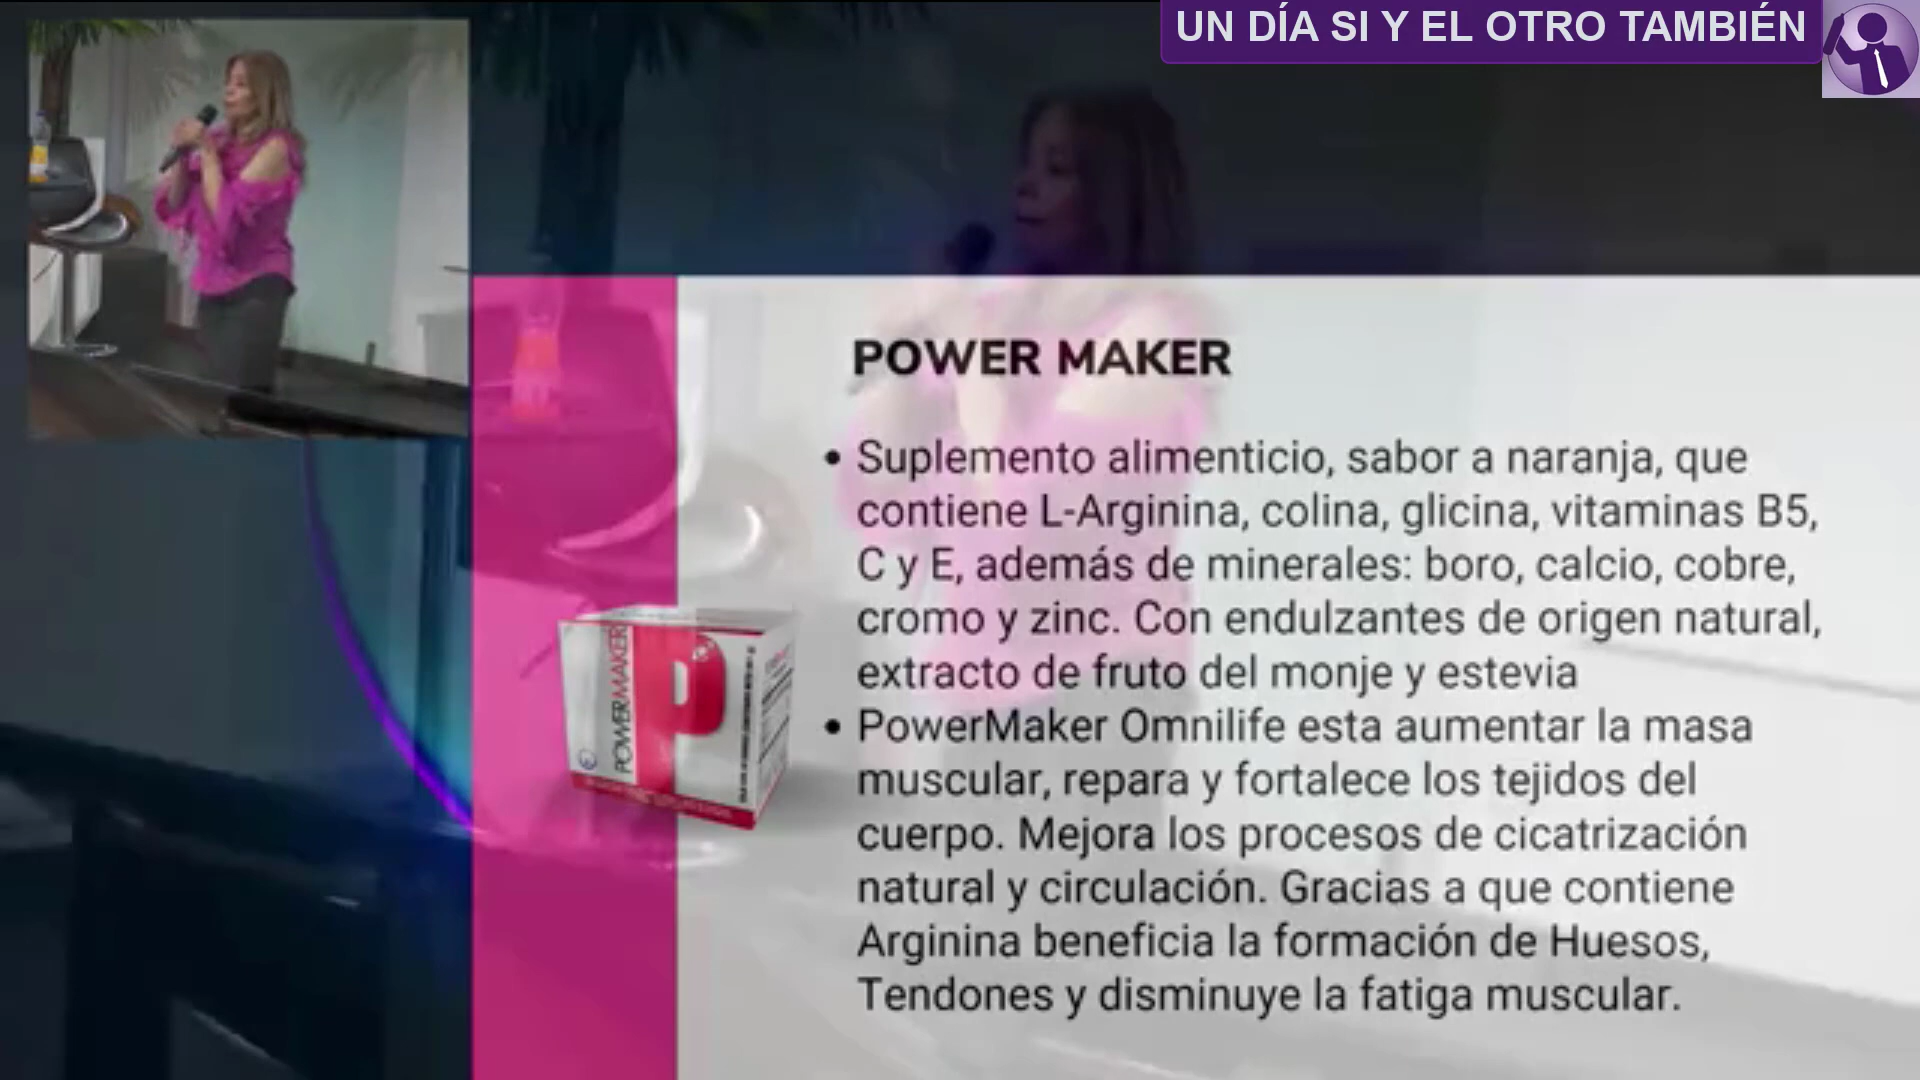 UN DÍA SI Y EL OTRO TAMBIÉN
POWER MAKER
• Suplemento alimenticio, sabor a naranja, que
contiene L-Arginina, colina, glicina, vitaminas B5,
C y E, además de minerales: boro, calcio, cobre,
cromo y zinc. Con endulzantes de origen natural,
extracto de fruto del monje y estevia
• PowerMaker Omnilife esta aumentar la masa
muscular, repara y fortalece los tejidos del
cuerpo. Mejora los procesos de cicatrización
natural y circulación. Gracias a que contiene
Arginina beneficia la formación de Huesos,
Tendones y disminuye la fatiga muscular.
POWERMAKER
P